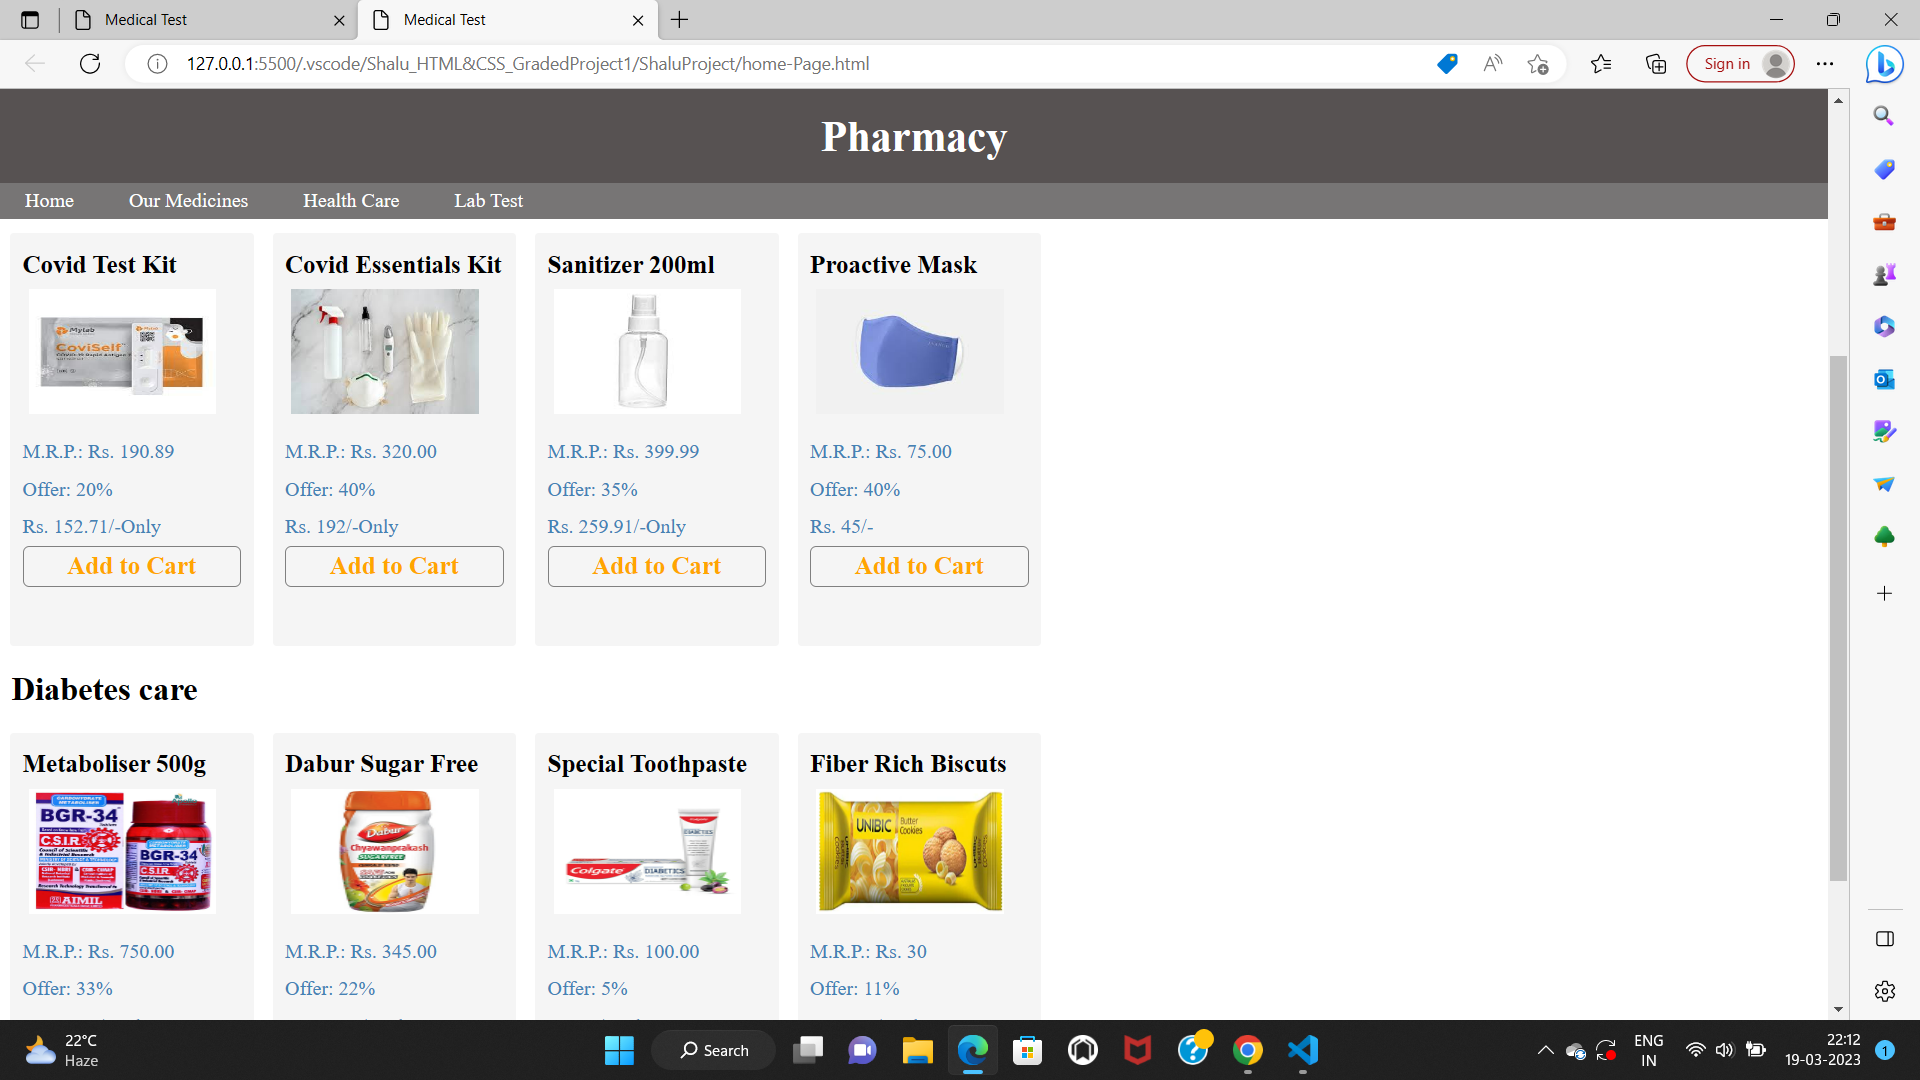 Medical Test
Medical Test
127.0.0.1:5500/.vscode/Shalu_HTML&CSS_GradedProject1/ShaluProject/home-Page.html
Sign in
Pharmacy
Home Our Medicines Health Care Lab Test
Covid Test Kit
Covid Essentials Kit
Sanitizer 200ml
Proactive Mask
Mylab
CoviSelf
M.R.P.: Rs. 190.89
M.R.P.: Rs. 320.00
M.R.P.: Rs. 399.99
M.R.P.: Rs. 75.00
Offer: 20%
Offer: 40%
Offer: 35%
Offer: 40%
Rs. 152.71/-Only
Rs. 192/-Only
Rs. 259.91/-Only
Rs. 45/-
Add to Cart
Add to Cart
Add to Cart
Add to Cart
Diabetes care
Metaboliser 500g
Dabur Sugar Free
Special Toothpaste
Fiber Rich Biscuts
BGR-34
C.S.I.R.
AIMIL
BGR-34
C.S.I.R.
Dabur
Chyawanprakash
SUGARFREE
Colgate
DIABETICS
DIABETICS
UNIBIC
Butter
Cookies
M.R.P.: Rs. 750.00
M.R.P.: Rs. 345.00
M.R.P.: Rs. 100.00
M.R.P.: Rs. 30
Offer: 33%
Offer: 22%
Offer: 5%
Offer: 11%
22°C
Haze
Search
ENG
IN
22:12
19-03-2023
1